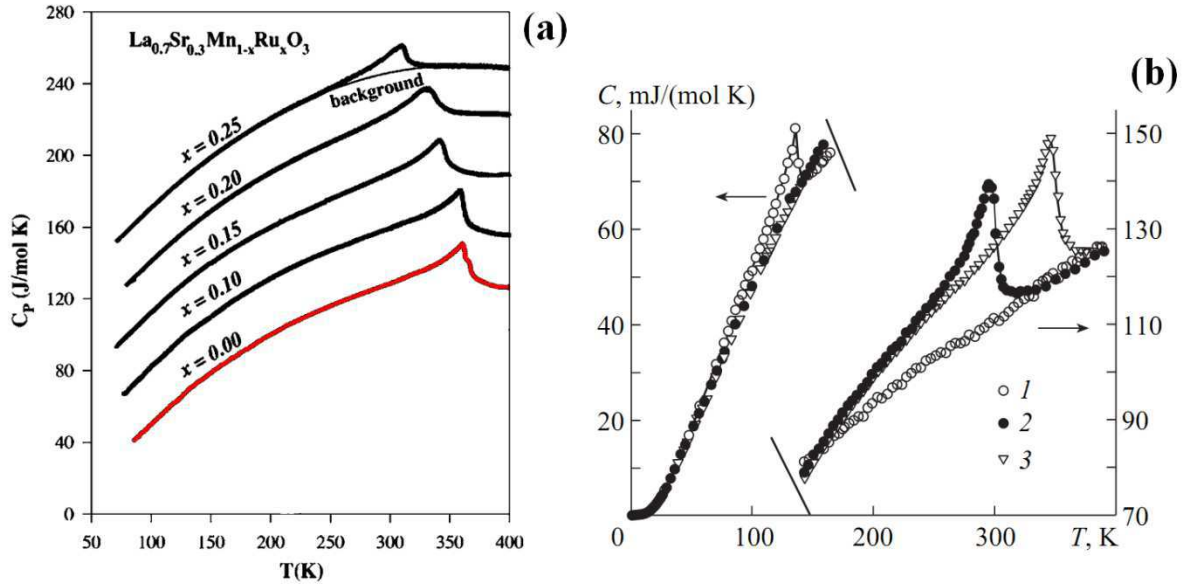 (a)
La0.7Sr0.3Mn1-xRuxO3
280
240
200
160
120
80
40
0
CP (J/mol K)
background
x = 0.25
x = 0.20
x = 0.15
x = 0.10
x = 0.00
50 100 150 200 250 300 350 400
T(K)
(b)
C, mJ/(mol K)
80
60
40
20
0
150
130
110
90
70
1
2
3
100 200 300 T, K